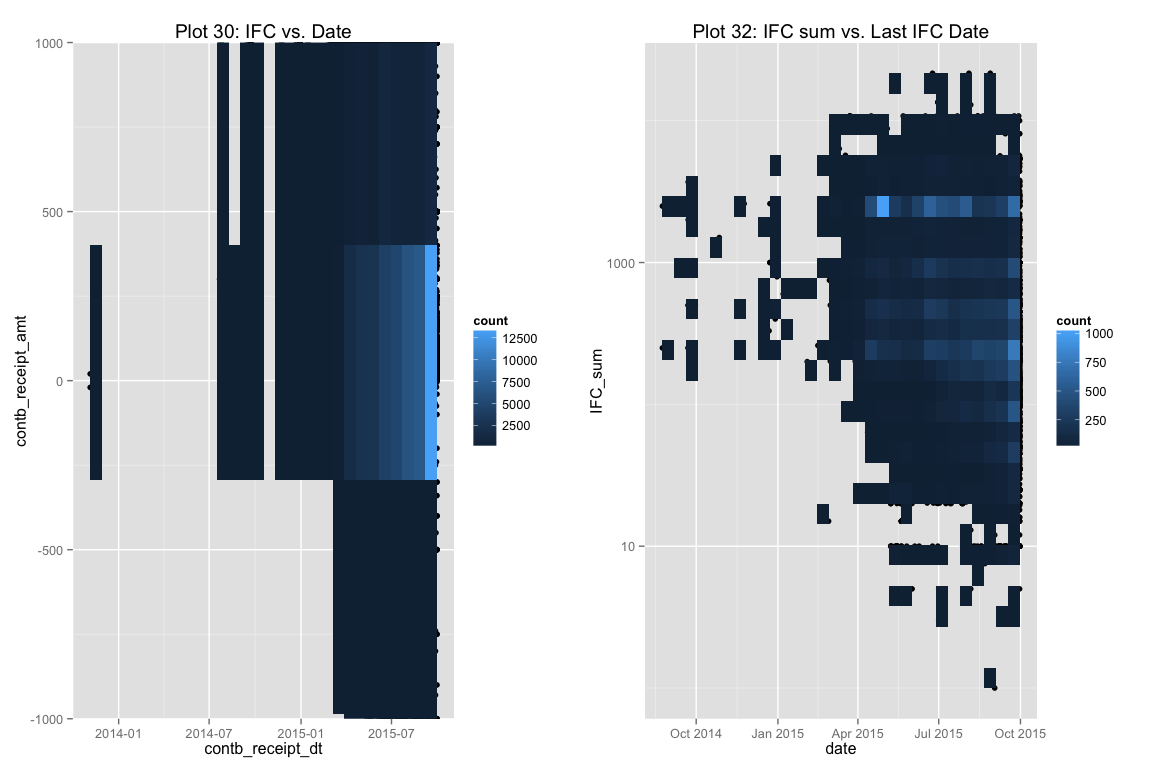 Plot 30: IFC vs. Date
1000
500
0
-500
-1000
contb_receipt_amt
2014-01
2014-07
2015-01
2015-07
contb_receipt_dt
count
12500
10000
7500
5000
2500
Plot 32: IFC sum vs. Last IFC Date
1000
10
IFC_sum
Oct 2014
Jan 2015
Apr 2015
Jul 2015
Oct 2015
date
count
1000
750
500
250